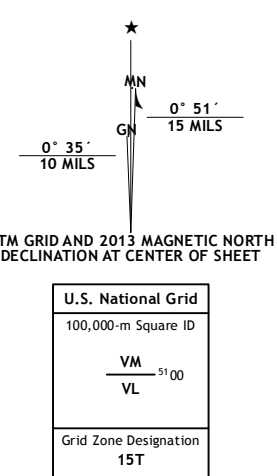 ★
MN
0° 51´
15 MILS
GN
0° 35´
10 MILS
TM GRID AND 2013 MAGNETIC NORTH
DECLINATION AT CENTER OF SHEET
U.S. National Grid
100,000-m Square ID
VM
5100
VL
Grid Zone Designation
15T